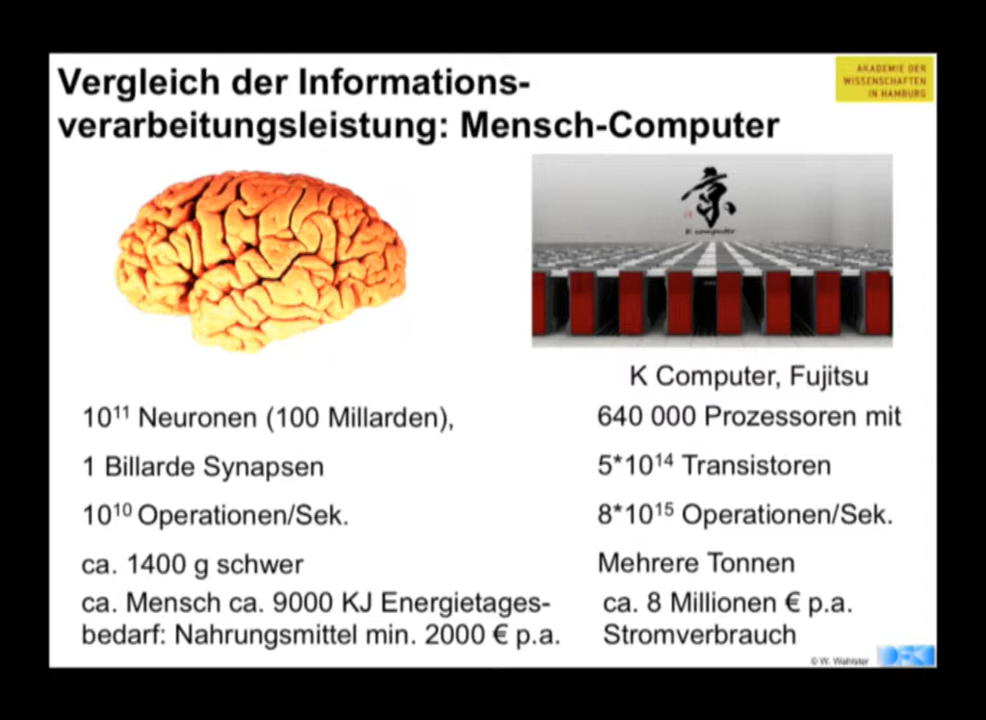 Vergleich der Informations-
verarbeitungsleistung: Mensch-Computer
AKADEMIE DER
WISSENSCHAFTEN
IN HAMBURG
京
K computer
K Computer, Fujitsu
10¹¹ Neuronen (100 Millarden),
1 Billarde Synapsen
10¹⁰ Operationen/Sek.
ca. 1400 g schwer
ca. Mensch ca. 9000 KJ Energietages-
bedarf: Nahrungsmittel min. 2000 € p.a.
640 000 Prozessoren mit
5*10¹⁴ Transistoren
8*10¹⁵ Operationen/Sek.
Mehrere Tonnen
ca. 8 Millionen € p.a.
Stromverbrauch
© W. Wahlster
DFKI